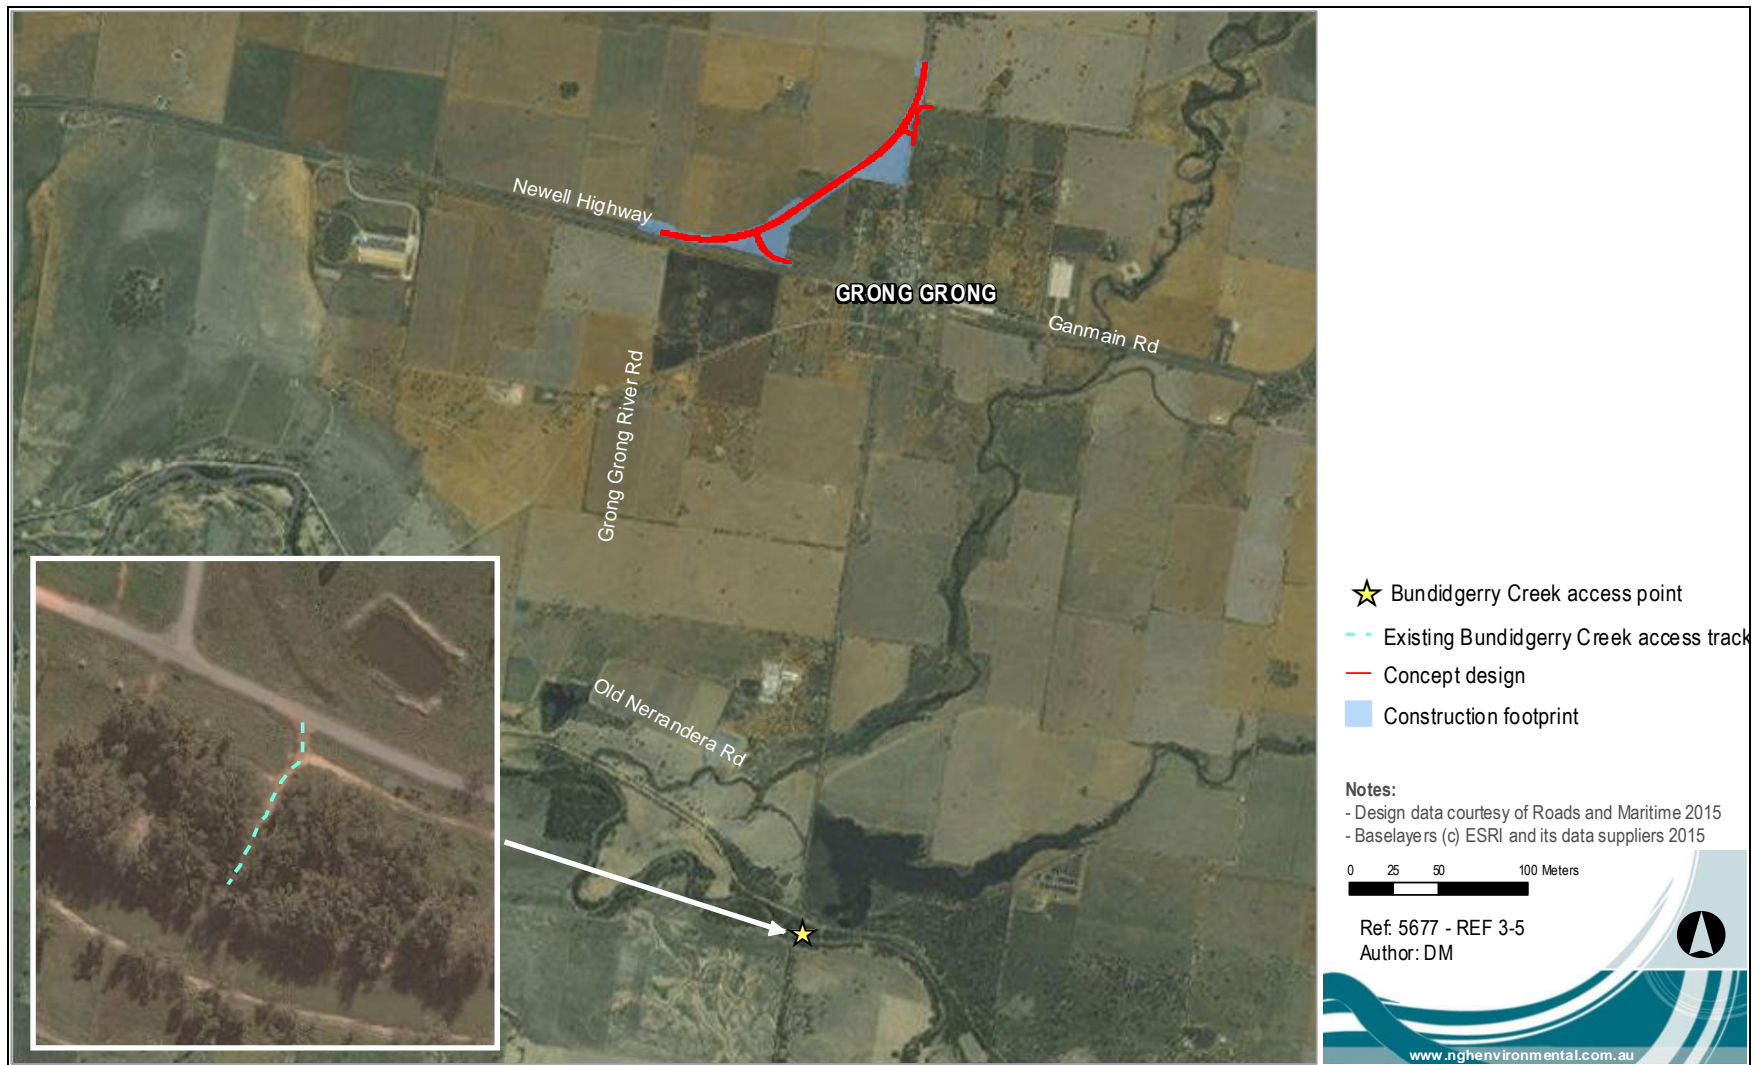 Newell Highway
GRONG GRONG
Ganmain Rd
Grong Grong River Rd
Old Nerrandera Rd
Bundidgerry Creek access point
Existing Bundidgerry Creek access track
Concept design
Construction footprint
Notes:
- Design data courtesy of Roads and Maritime 2015
- Baselayers (c) ESRI and its data suppliers 2015
0 25 50 100 Meters
Ref: 5677 - REF 3-5
Author: DM
www.nghenvironmental.com.au